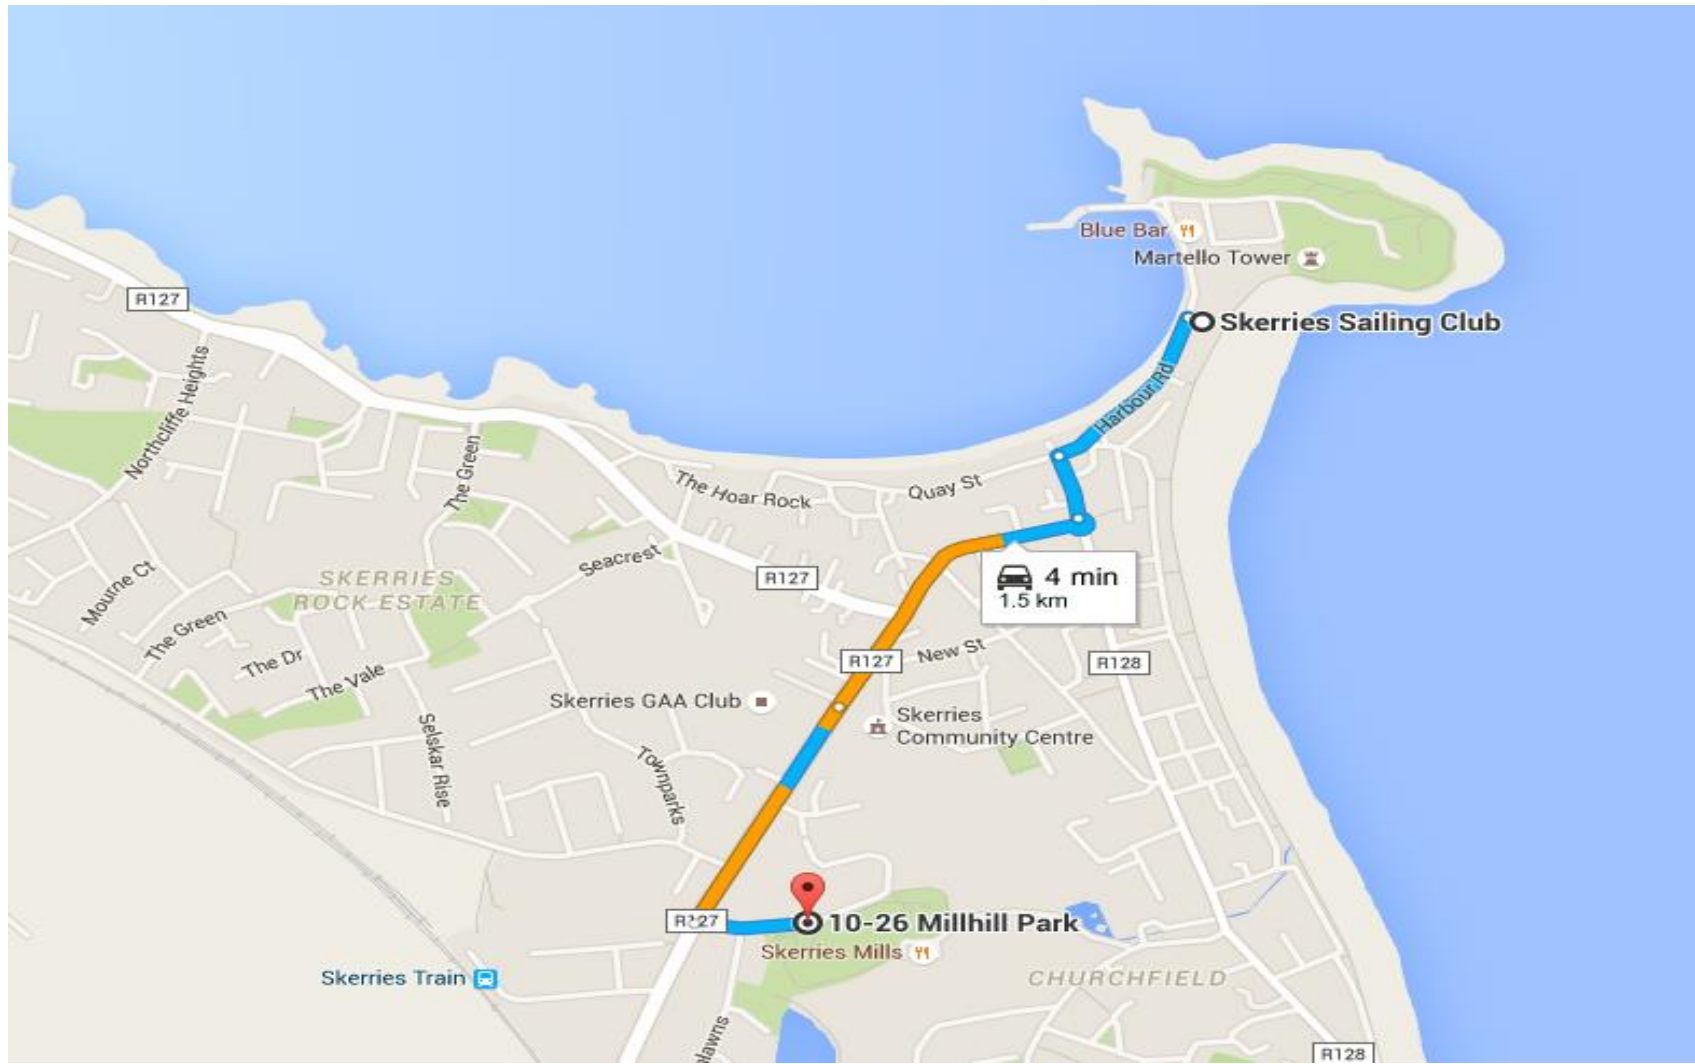 Blue Bar
Martello Tower
R127
Skerries Sailing Club
Northcliffe Heights
Harbour Rd
The Green
The Hoar Rock
Quay St
Seacrest
R127
4 min
1.5 km
Mourne Ct
SKERRIES
ROCK ESTATE
The Green
The Dr
The Vale
R127
New St
R128
Skerries GAA Club
Skerries
Community Centre
Selskar Rise
Townparks
R127
10-26 Millhill Park
Skerries Mills
Skerries Train
CHURCHFIELD
R128